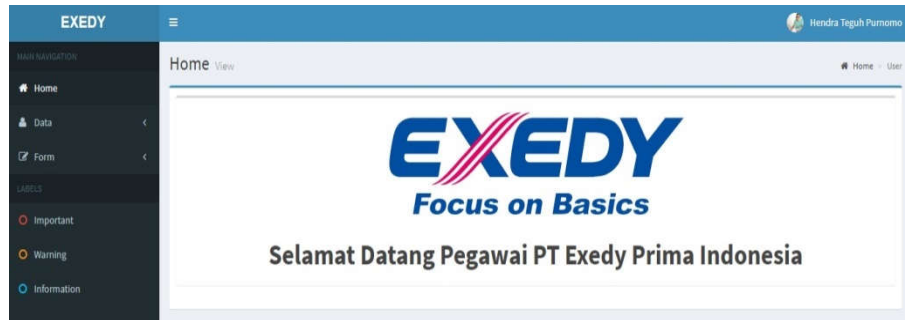 EXEDY
Hendra Teguh Purnomo
MAIN NAVIGATION
Home View
Home - User
Home
Data
Form
LABELS
Important
Warning
Information
EXEDY
Focus on Basics
Selamat Datang Pegawai PT Exedy Prima Indonesia